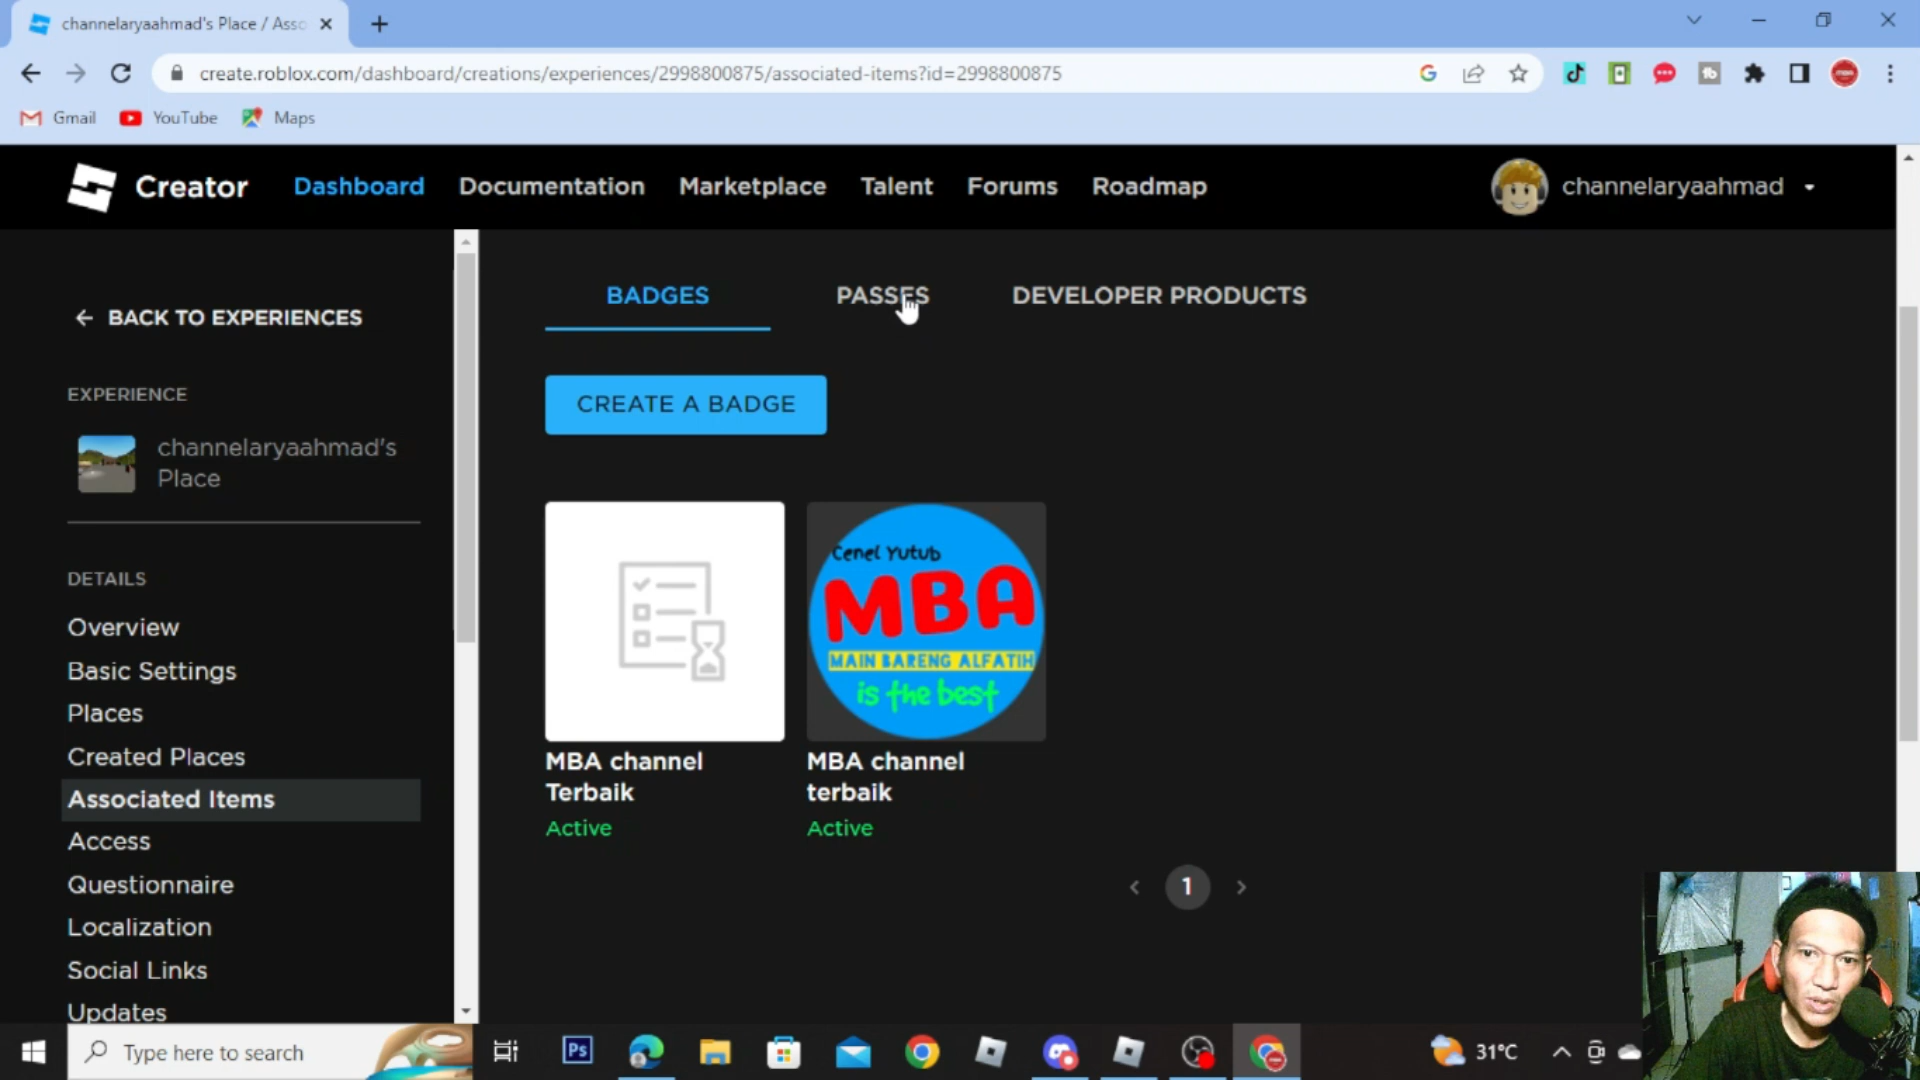 channelaryaahmad's Place / Asso
create.roblox.com/dashboard/creations/experiences/2998800875/associated-items?id=2998800875
Gmail YouTube Maps
Creator Dashboard Documentation Marketplace Talent Forums Roadmap channelaryaahmad
BACK TO EXPERIENCES
EXPERIENCE
channelaryaahmad's
Place
DETAILS
Overview
Basic Settings
Places
Created Places
Associated Items
Access
Questionnaire
Localization
Social Links
Updates
BADGES PASSES DEVELOPER PRODUCTS
CREATE A BADGE
Cenel Yutub
MBA
MAIN BARENG ALFATIH
is the best
MBA channel
Terbaik
Active
MBA channel
terbaik
Active
1
Type here to search
Ps
31°C